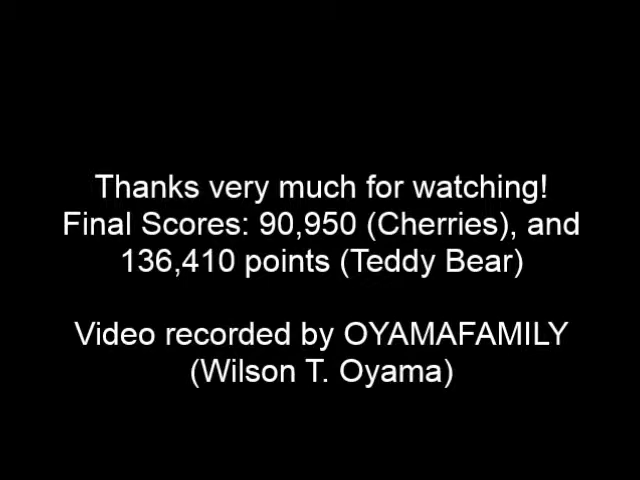 Thanks very much for watching!
Final Scores: 90,950 (Cherries), and
136,410 points (Teddy Bear)
Video recorded by OYAMAFAMILY
(Wilson T. Oyama)